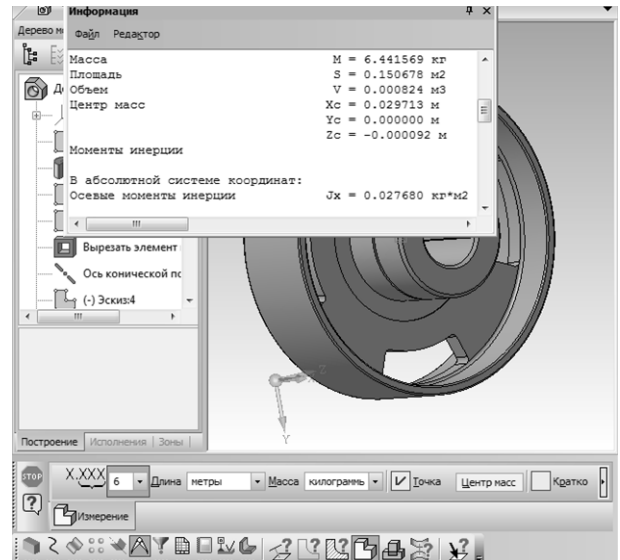 Информация
Файл Редактор
Дерево м
Масса M = 6.441569 кг
Площадь S = 0.150678 м2
Объем V = 0.000824 м3
Центр масс Xc = 0.029713 м
Yc = 0.000000 м
Zc = -0.000092 м
Моменты инерции
В абсолютной системе координат:
Осевые моменты инерции Jx = 0.027680 кг*м2
Вырезать элемент
Ось конической по
(-) Эскиз:4
Z
Y
Построение Исполнения Зоны
STOP X.XXX 6 Длина метры Масса килограммь Точка Центр масс Кратко
Измерение